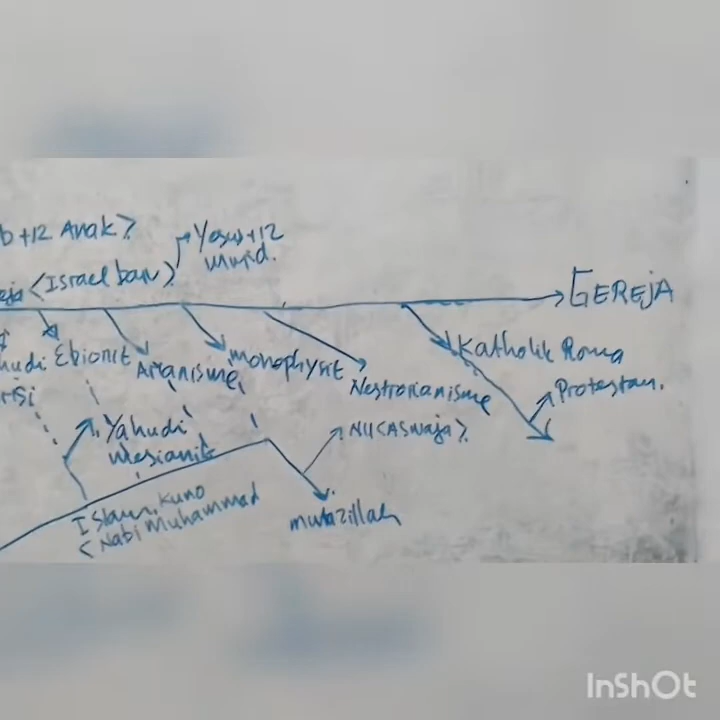 b +12 Anak>
Yesus +12
Murid.
eja <Israel baru>
GEREJA
hudi
Ebionit
Arianisme
monophysit
Nestorianisme
Katholik Roma
Protestan.
Yahudi
Mesianik
NU<ASWaja>
Islam Kuno
<Nabi Muhammad
mutazillah
InShOt